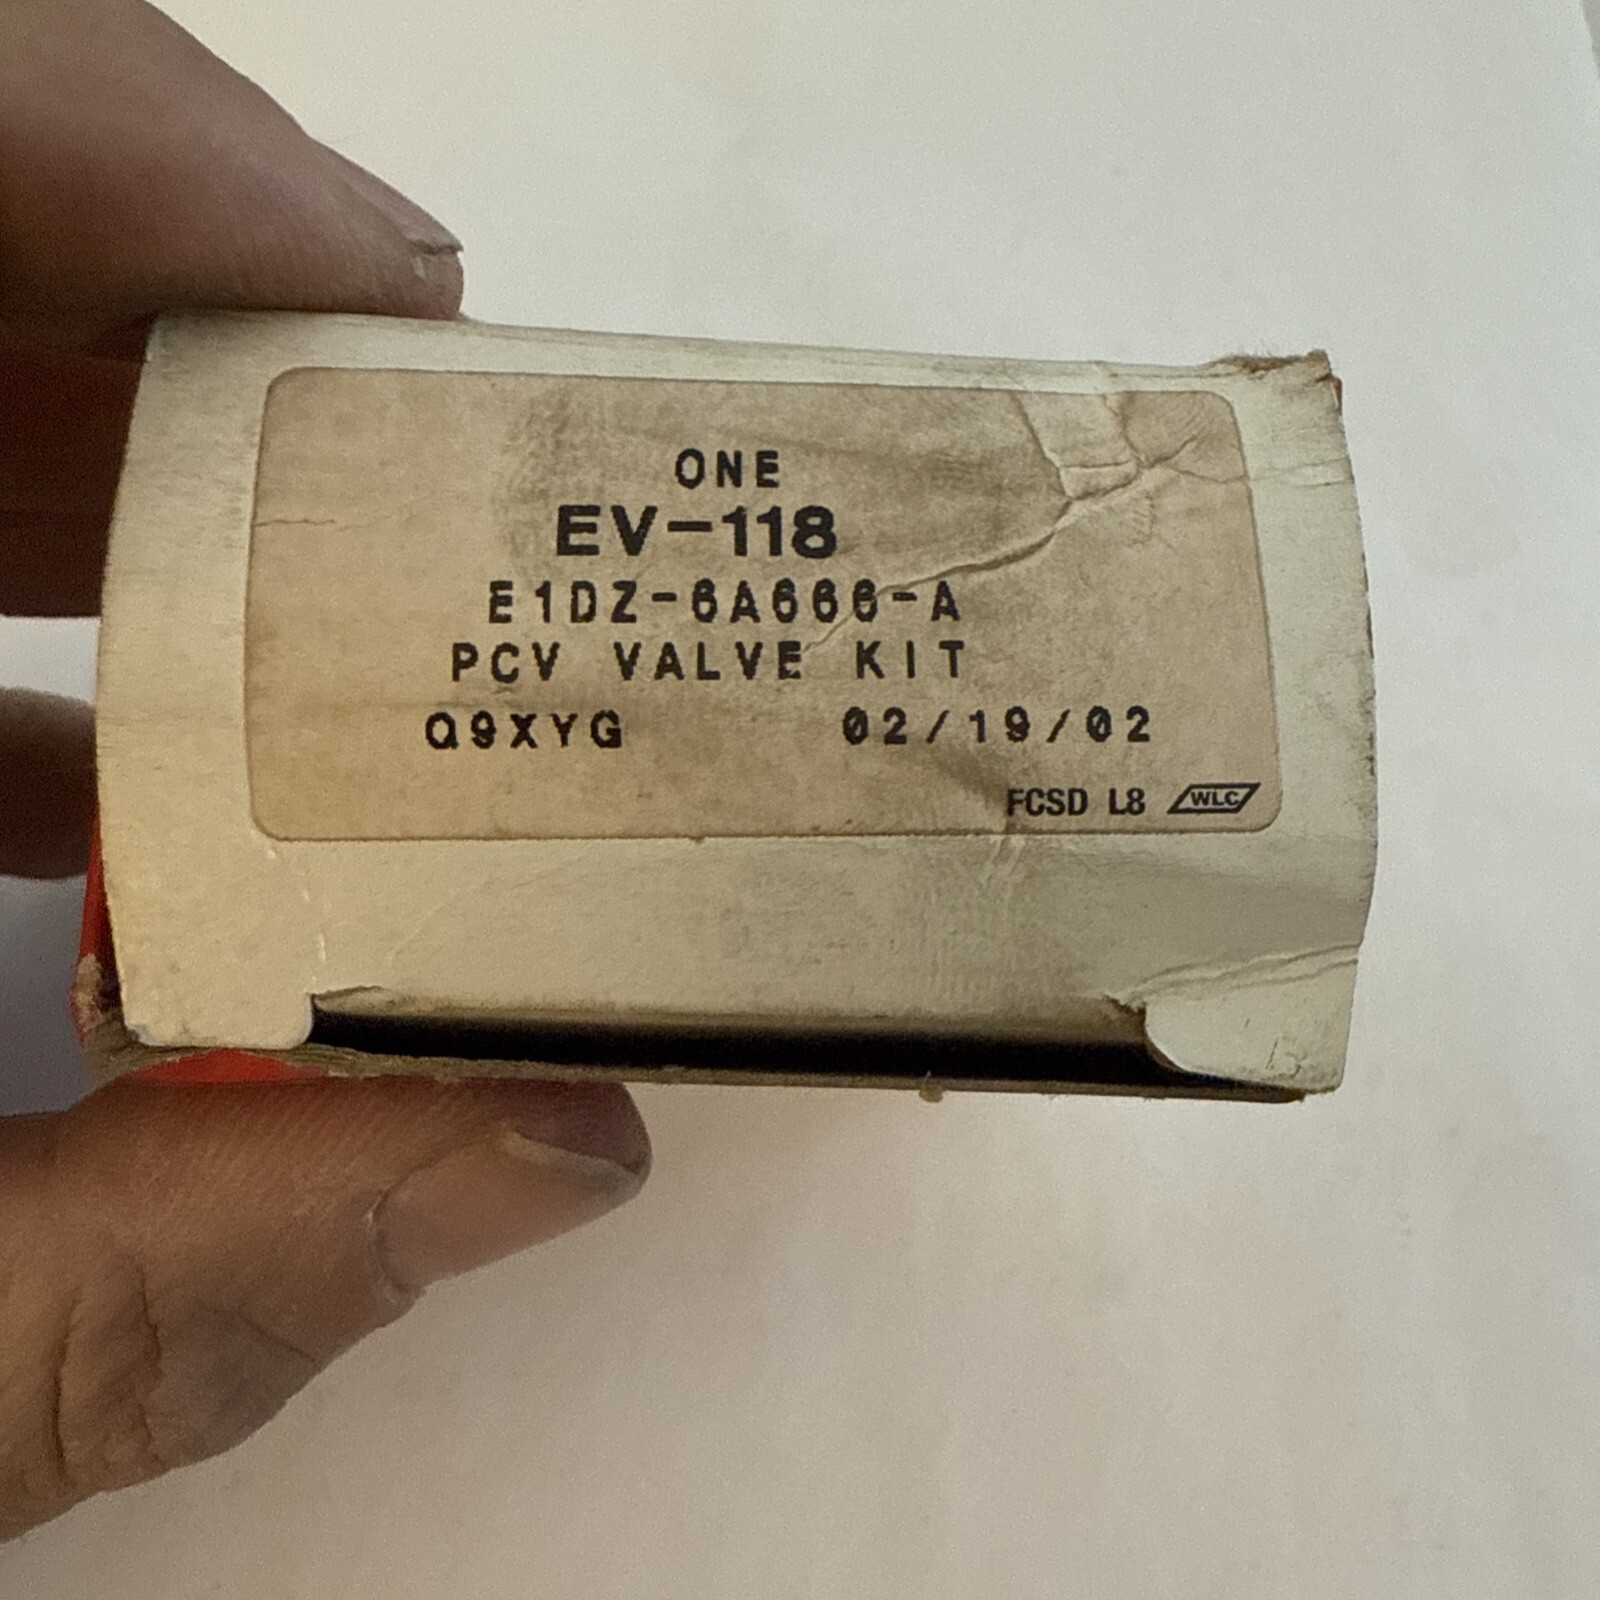 ONE
EV-118
E1DZ-6A666-A
PCV VALVE KIT
Q9XYG 02/19/02
FCSD L8 WLC